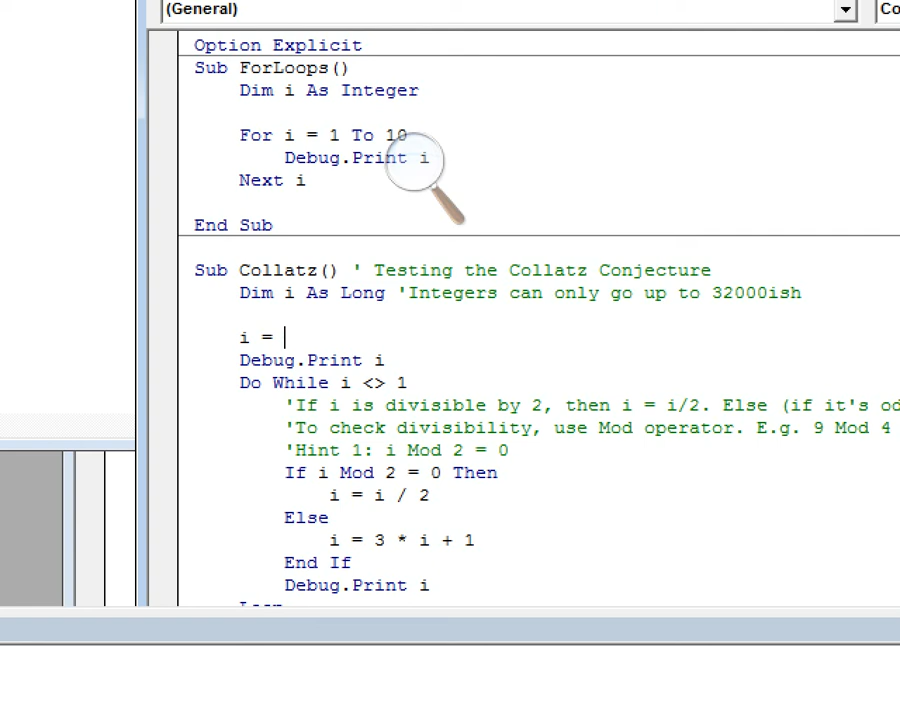 (General)
Co
Option Explicit
Sub ForLoops()
Dim i As Integer
For i = 1 To 10
Debug.Print i
Next i
End Sub
Sub Collatz() ' Testing the Collatz Conjecture
Dim i As Long 'Integers can only go up to 32000ish
i =
Debug.Print i
Do While i <> 1
'If i is divisible by 2, then i = i/2. Else (if it's od
'To check divisibility, use Mod operator. E.g. 9 Mod 4
'Hint 1: i Mod 2 = 0
If i Mod 2 = 0 Then
i = i / 2
Else
i = 3 * i + 1
End If
Debug.Print i
Loop